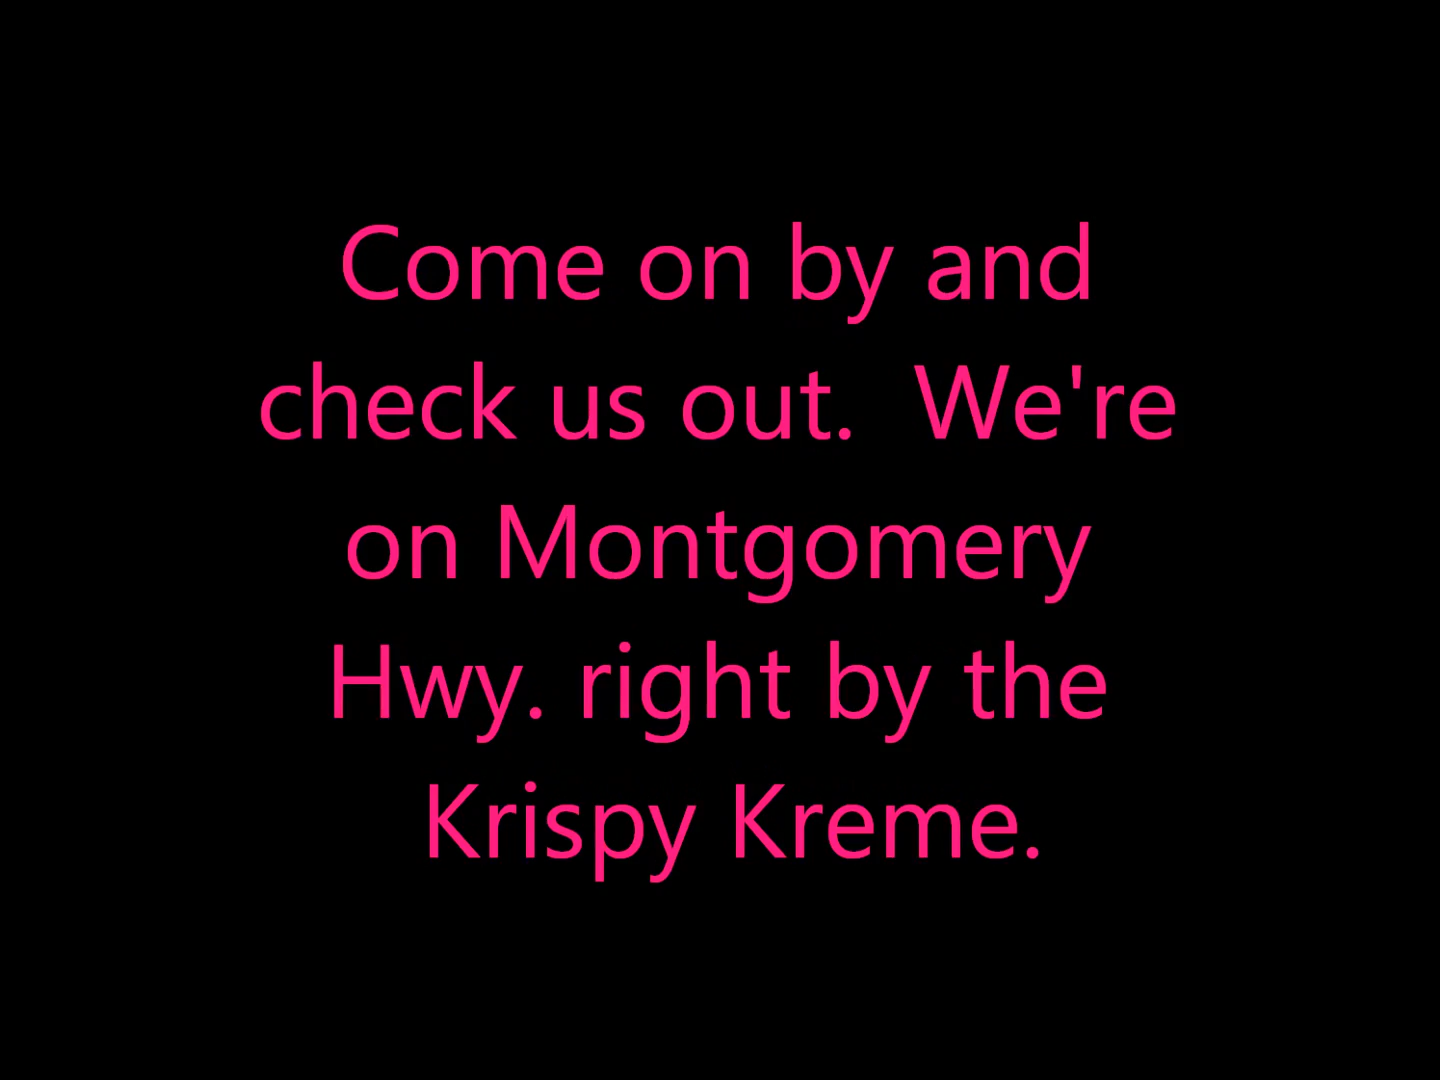 Come on by and
check us out.  We're
on Montgomery
Hwy. right by the
Krispy Kreme.